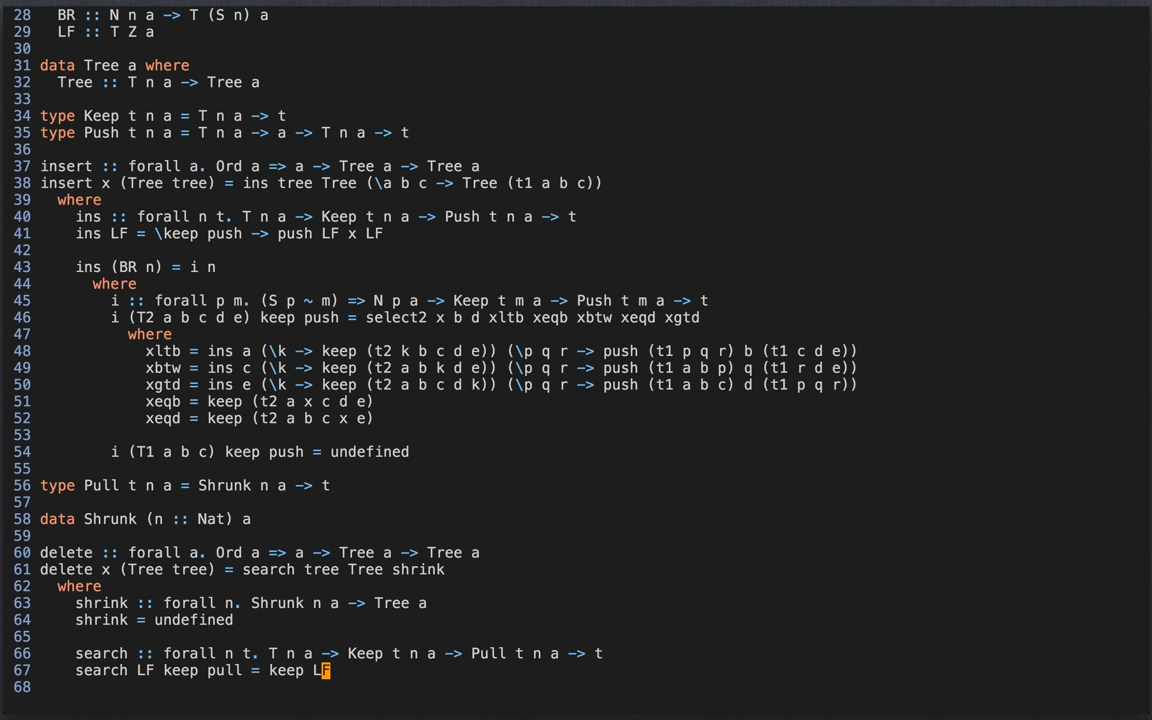 28   BR :: N n a -> T (S n) a
29   LF :: T Z a
30
31 data Tree a where
32   Tree :: T n a -> Tree a
33
34 type Keep t n a = T n a -> t
35 type Push t n a = T n a -> a -> T n a -> t
36
37 insert :: forall a. Ord a => a -> Tree a -> Tree a
38 insert x (Tree tree) = ins tree Tree (\a b c -> Tree (t1 a b c))
39   where
40     ins :: forall n t. T n a -> Keep t n a -> Push t n a -> t
41     ins LF = \keep push -> push LF x LF
42
43     ins (BR n) = i n
44       where
45         i :: forall p m. (S p ~ m) => N p a -> Keep t m a -> Push t m a -> t
46         i (T2 a b c d e) keep push = select2 x b d xltb xeqb xbtw xeqd xgtd
47           where
48             xltb = ins a (\k -> keep (t2 k b c d e)) (\p q r -> push (t1 p q r) b (t1 c d e))
49             xbtw = ins c (\k -> keep (t2 a b k d e)) (\p q r -> push (t1 a b p) q (t1 r d e))
50             xgtd = ins e (\k -> keep (t2 a b c d k)) (\p q r -> push (t1 a b c) d (t1 p q r))
51             xeqb = keep (t2 a x c d e)
52             xeqd = keep (t2 a b c x e)
53
54         i (T1 a b c) keep push = undefined
55
56 type Pull t n a = Shrunk n a -> t
57
58 data Shrunk (n :: Nat) a
59
60 delete :: forall a. Ord a => a -> Tree a -> Tree a
61 delete x (Tree tree) = search tree Tree shrink
62   where
63     shrink :: forall n. Shrunk n a -> Tree a
64     shrink = undefined
65
66     search :: forall n t. T n a -> Keep t n a -> Pull t n a -> t
67     search LF keep pull = keep LF
68